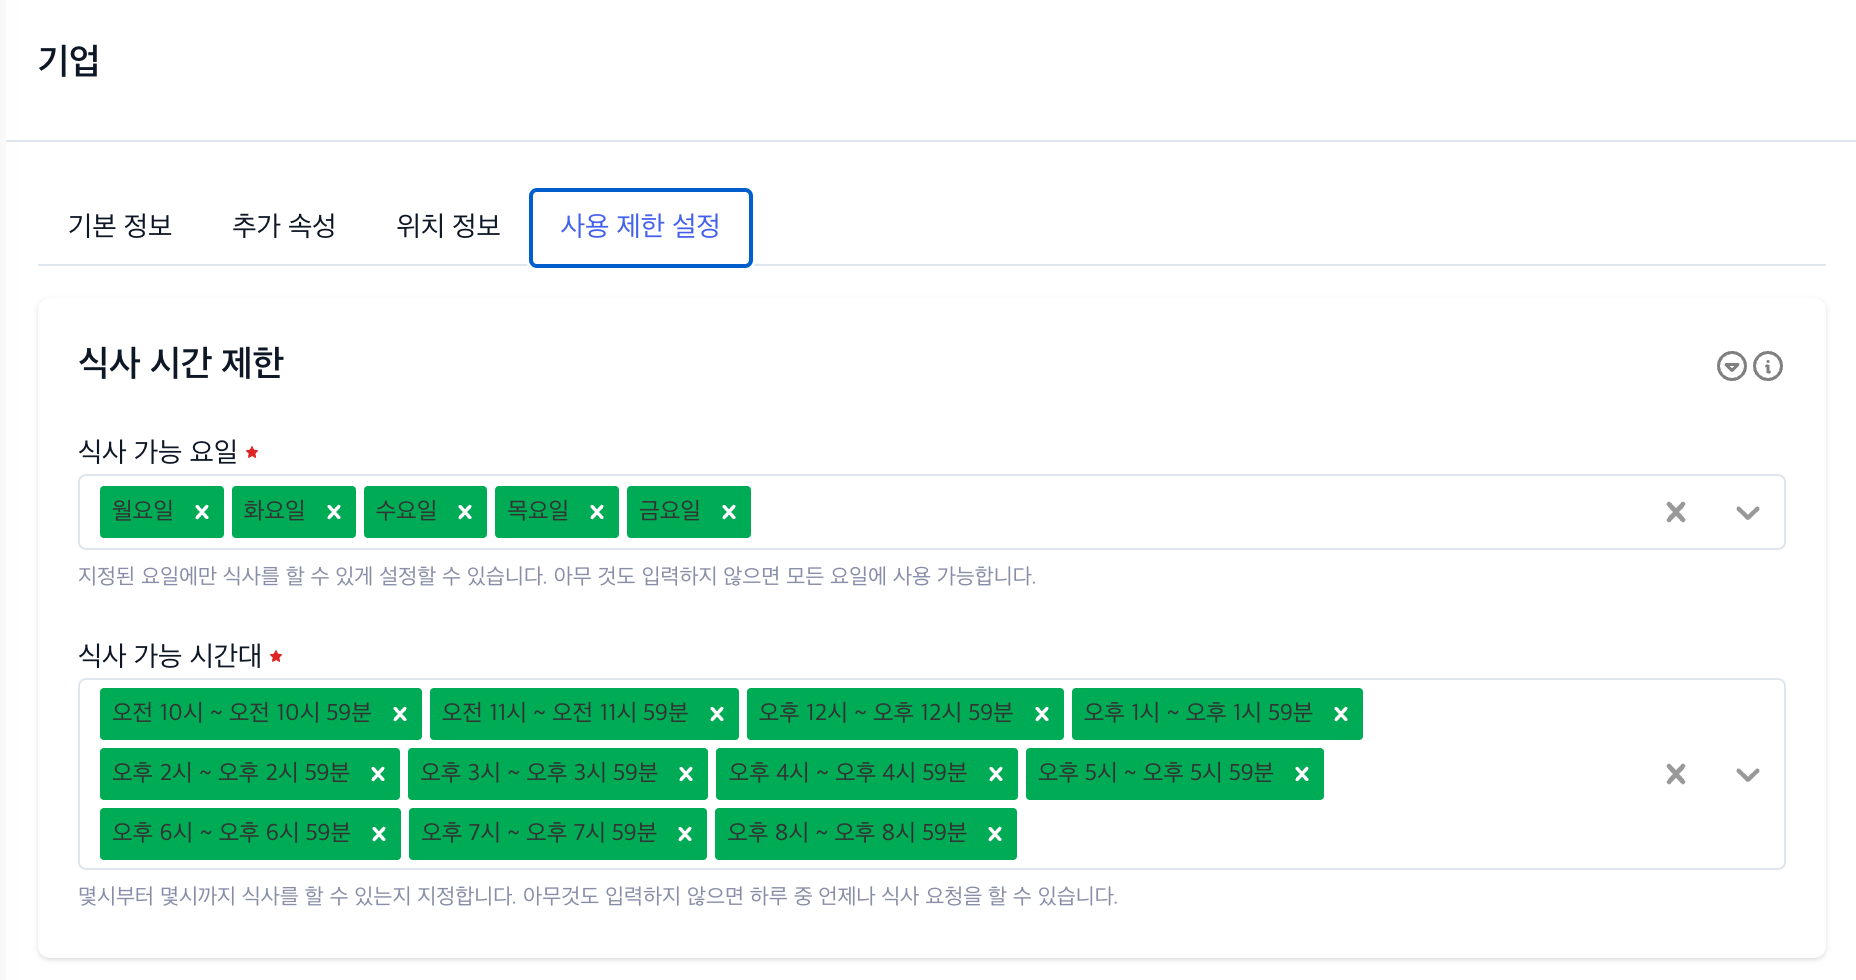 기업
기본 정보 추가 속성 위치 정보 사용 제한 설정
식사 시간 제한
식사 가능 요일
월요일 화요일 수요일 목요일 금요일
지정된 요일에만 식사를 할 수 있게 설정할 수 있습니다. 아무 것도 입력하지 않으면 모든 요일에 사용 가능합니다.
식사 가능 시간대
오전 10시 ~ 오전 10시 59분 오전 11시 ~ 오전 11시 59분 오후 12시 ~ 오후 12시 59분 오후 1시 ~ 오후 1시 59분
오후 2시 ~ 오후 2시 59분 오후 3시 ~ 오후 3시 59분 오후 4시 ~ 오후 4시 59분 오후 5시 ~ 오후 5시 59분
오후 6시 ~ 오후 6시 59분 오후 7시 ~ 오후 7시 59분 오후 8시 ~ 오후 8시 59분
몇시부터 몇시까지 식사를 할 수 있는지 지정합니다. 아무것도 입력하지 않으면 하루 중 언제나 식사 요청을 할 수 있습니다.